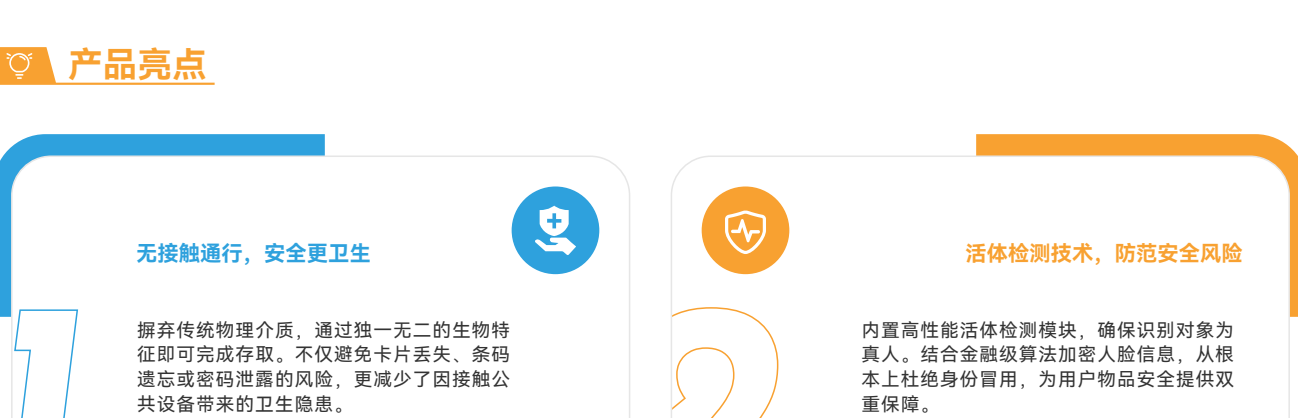 产品亮点
无接触通行，安全更卫生
1
摒弃传统物理介质，通过独一无二的生物特
征即可完成存取。不仅避免卡片丢失、条码
遗忘或密码泄露的风险，更减少了因接触公
共设备带来的卫生隐患。
活体检测技术，防范安全风险
2
内置高性能活体检测模块，确保识别对象为
真人。结合金融级算法加密人脸信息，从根
本上杜绝身份冒用，为用户物品安全提供双
重保障。